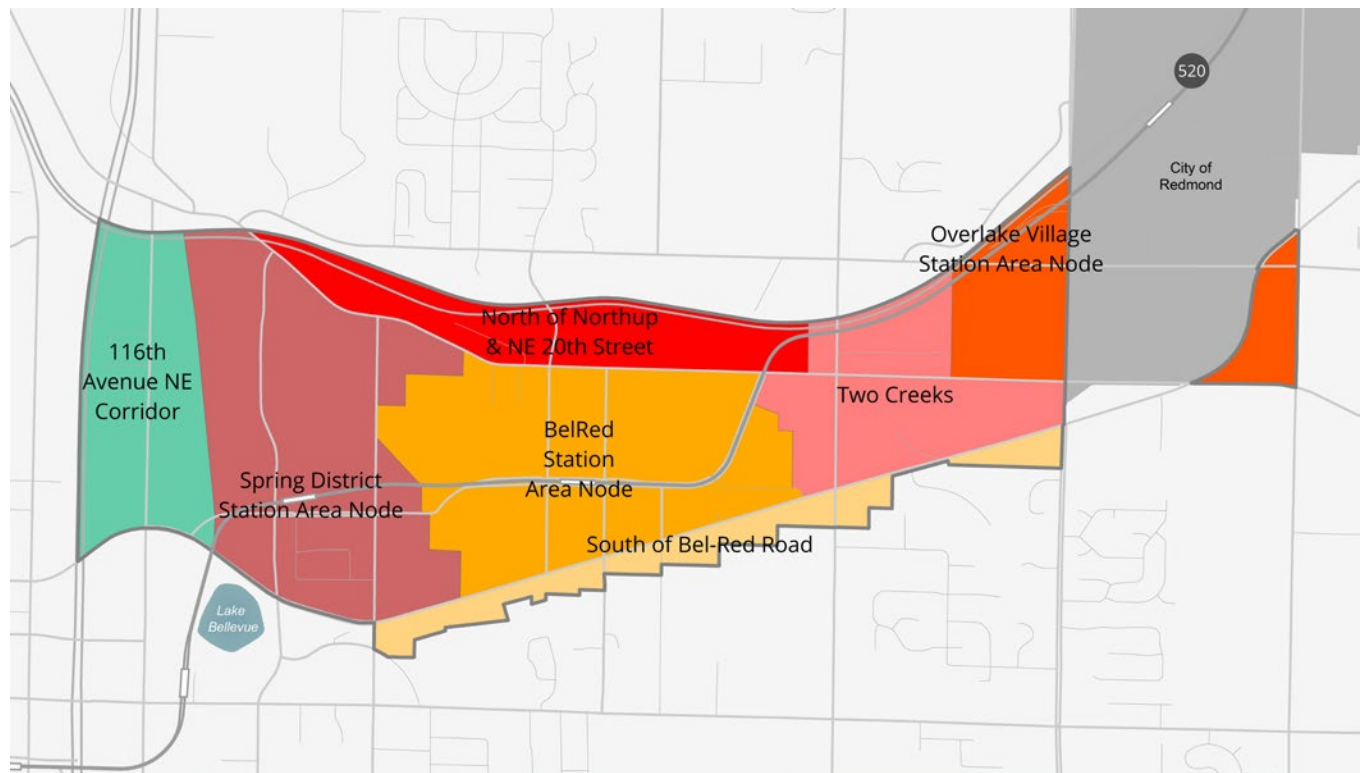 520
City of
Redmond
Overlake Village
Station Area Node
North of Northup
& NE 20th Street
116th
Avenue NE
Corridor
Two Creeks
BelRed
Station
Area Node
Spring District
Station Area Node
South of Bel-Red Road
Lake
Bellevue